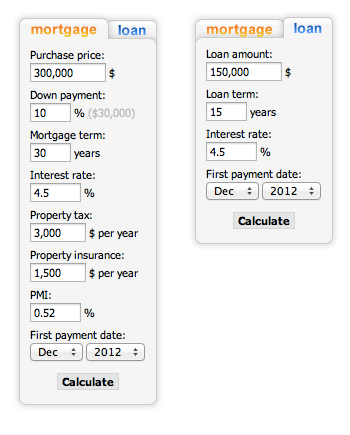 mortgage loan
Purchase price:
300,000 $
Down payment:
10 % ($30,000)
Mortgage term:
30 years
Interest rate:
4.5 %
Property tax:
3,000 $ per year
Property insurance:
1,500 $ per year
PMI:
0.52 %
First payment date:
Dec 2012
Calculate
mortgage loan
Loan amount:
150,000 $
Loan term:
15 years
Interest rate:
4.5 %
First payment date:
Dec 2012
Calculate